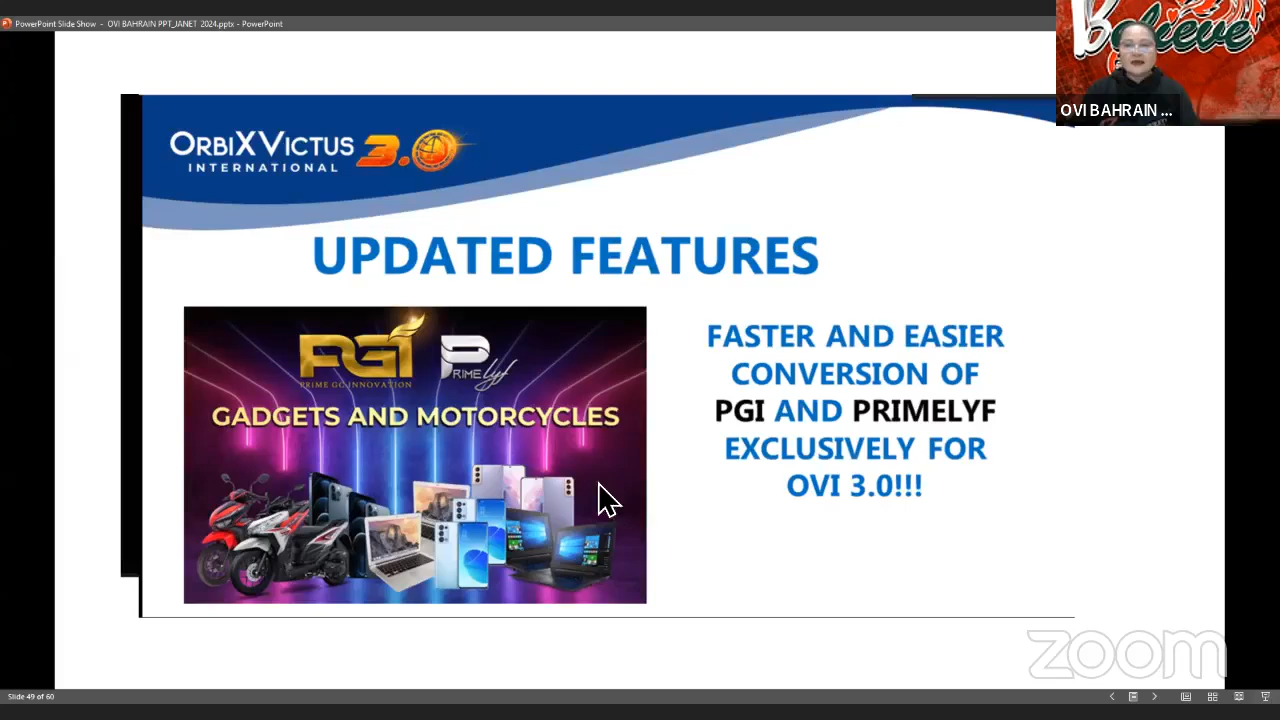 PowerPoint Slide Show - OVI BAHRAIN PPT_JANET 2024.pptx - PowerPoint
Believe
OVI BAHRAIN ...
ORBIXVICTUS 3.0
INTERNATIONAL
UPDATED FEATURES
PGI PRIMElyf
PRIME GC INNOVATION
GADGETS AND MOTORCYCLES
FASTER AND EASIER
CONVERSION OF
PGI AND PRIMELYF
EXCLUSIVELY FOR
OVI 3.0!!!
zoom
Slide 49 of 60